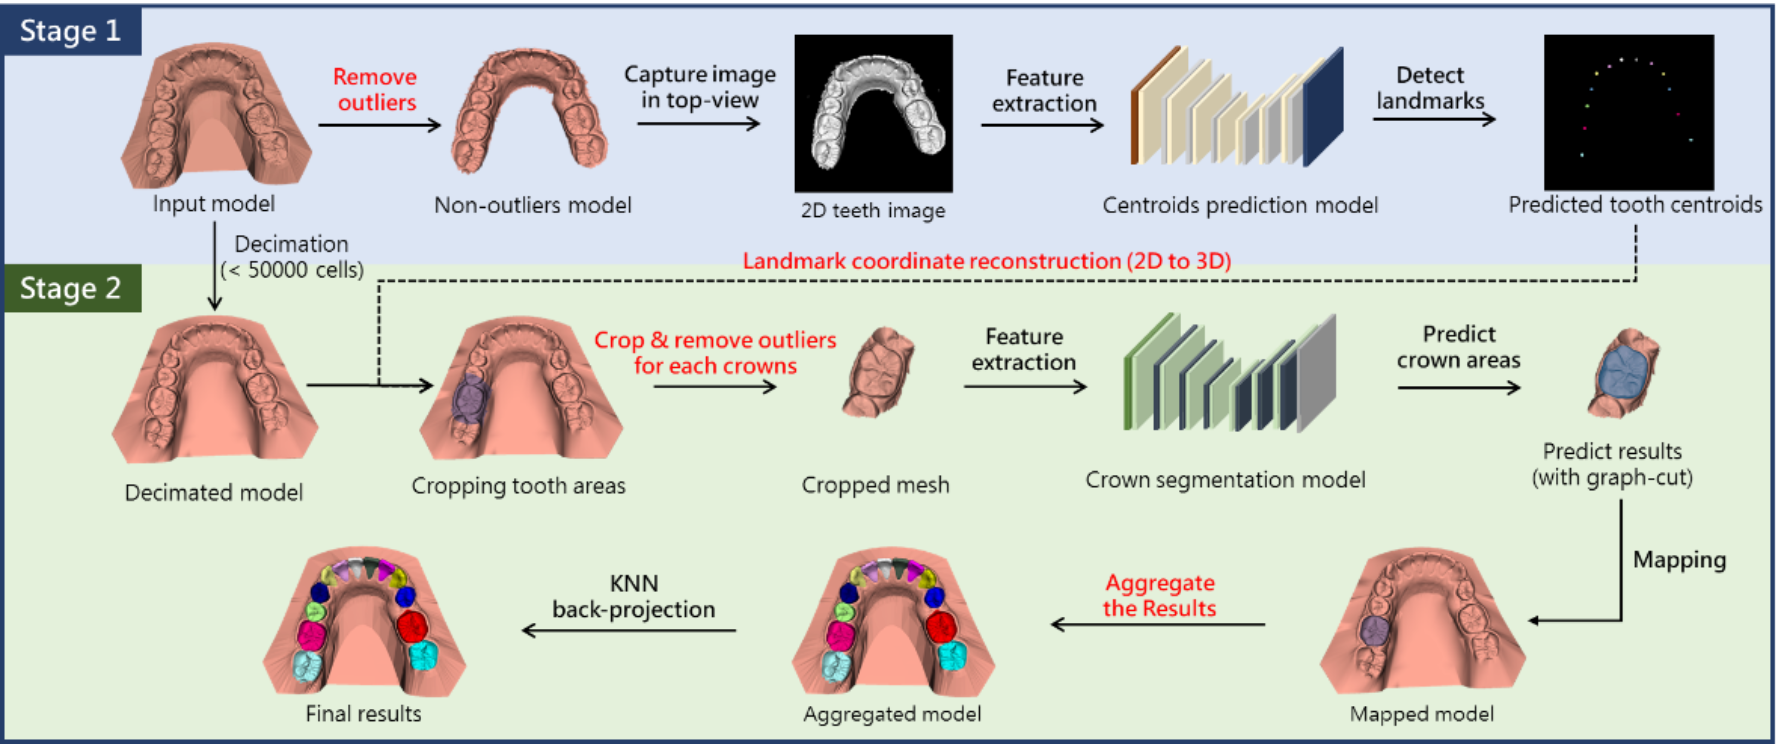 Stage 1
Remove
outliers
Capture image
in top-view
Feature
extraction
Detect
landmarks
Input model
Non-outliers model
2D teeth image
Centroids prediction model
Predicted tooth centroids
Decimation
(< 50000 cells)
Landmark coordinate reconstruction (2D to 3D)
Stage 2
Crop & remove outliers
for each crowns
Feature
extraction
Predict
crown areas
Decimated model
Cropping tooth areas
Cropped mesh
Crown segmentation model
Predict results
(with graph-cut)
Mapping
Aggregate
the Results
KNN
back-projection
Final results
Aggregated model
Mapped model